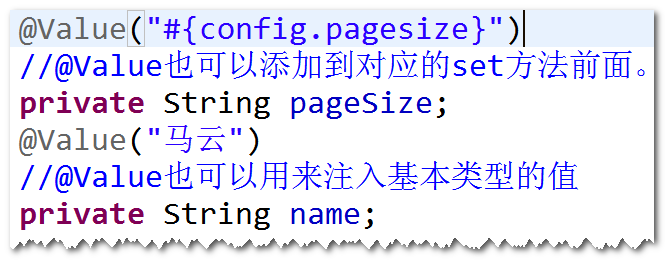 @Value("#{config.pagesize}")
//@Value也可以添加到对应的set方法前面。
private String pageSize;
@Value("马云")
//@Value也可以用来注入基本类型的值
private String name;